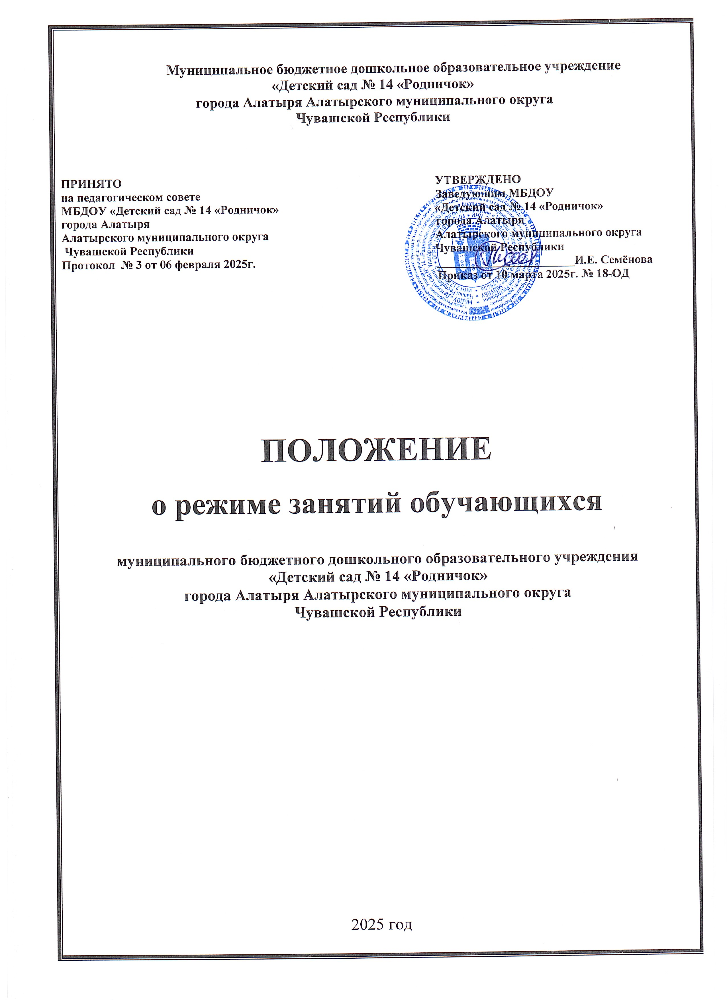 Муниципальное бюджетное дошкольное образовательное учреждение
«Детский сад № 14 «Родничок»
города Алатыря Алатырского муниципального округа
Чувашской Республики
ПРИНЯТО
на педагогическом совете
МБДОУ «Детский сад № 14 «Родничок»
города Алатыря
Алатырского муниципального округа
Чувашской Республики
Протокол № 3 от 06 февраля 2025г.
УТВЕРЖДЕНО
Заведующим МБДОУ
«Детский сад № 14 «Родничок»
города Алатыря
Алатырского муниципального округа
Чувашской Республики
И.Е. Семёнова
Приказ от 10 марта 2025г. № 18-ОД
ПОЛОЖЕНИЕ
о режиме занятий обучающихся
муниципального бюджетного дошкольного образовательного учреждения
«Детский сад № 14 «Родничок»
города Алатыря Алатырского муниципального округа
Чувашской Республики
2025 год